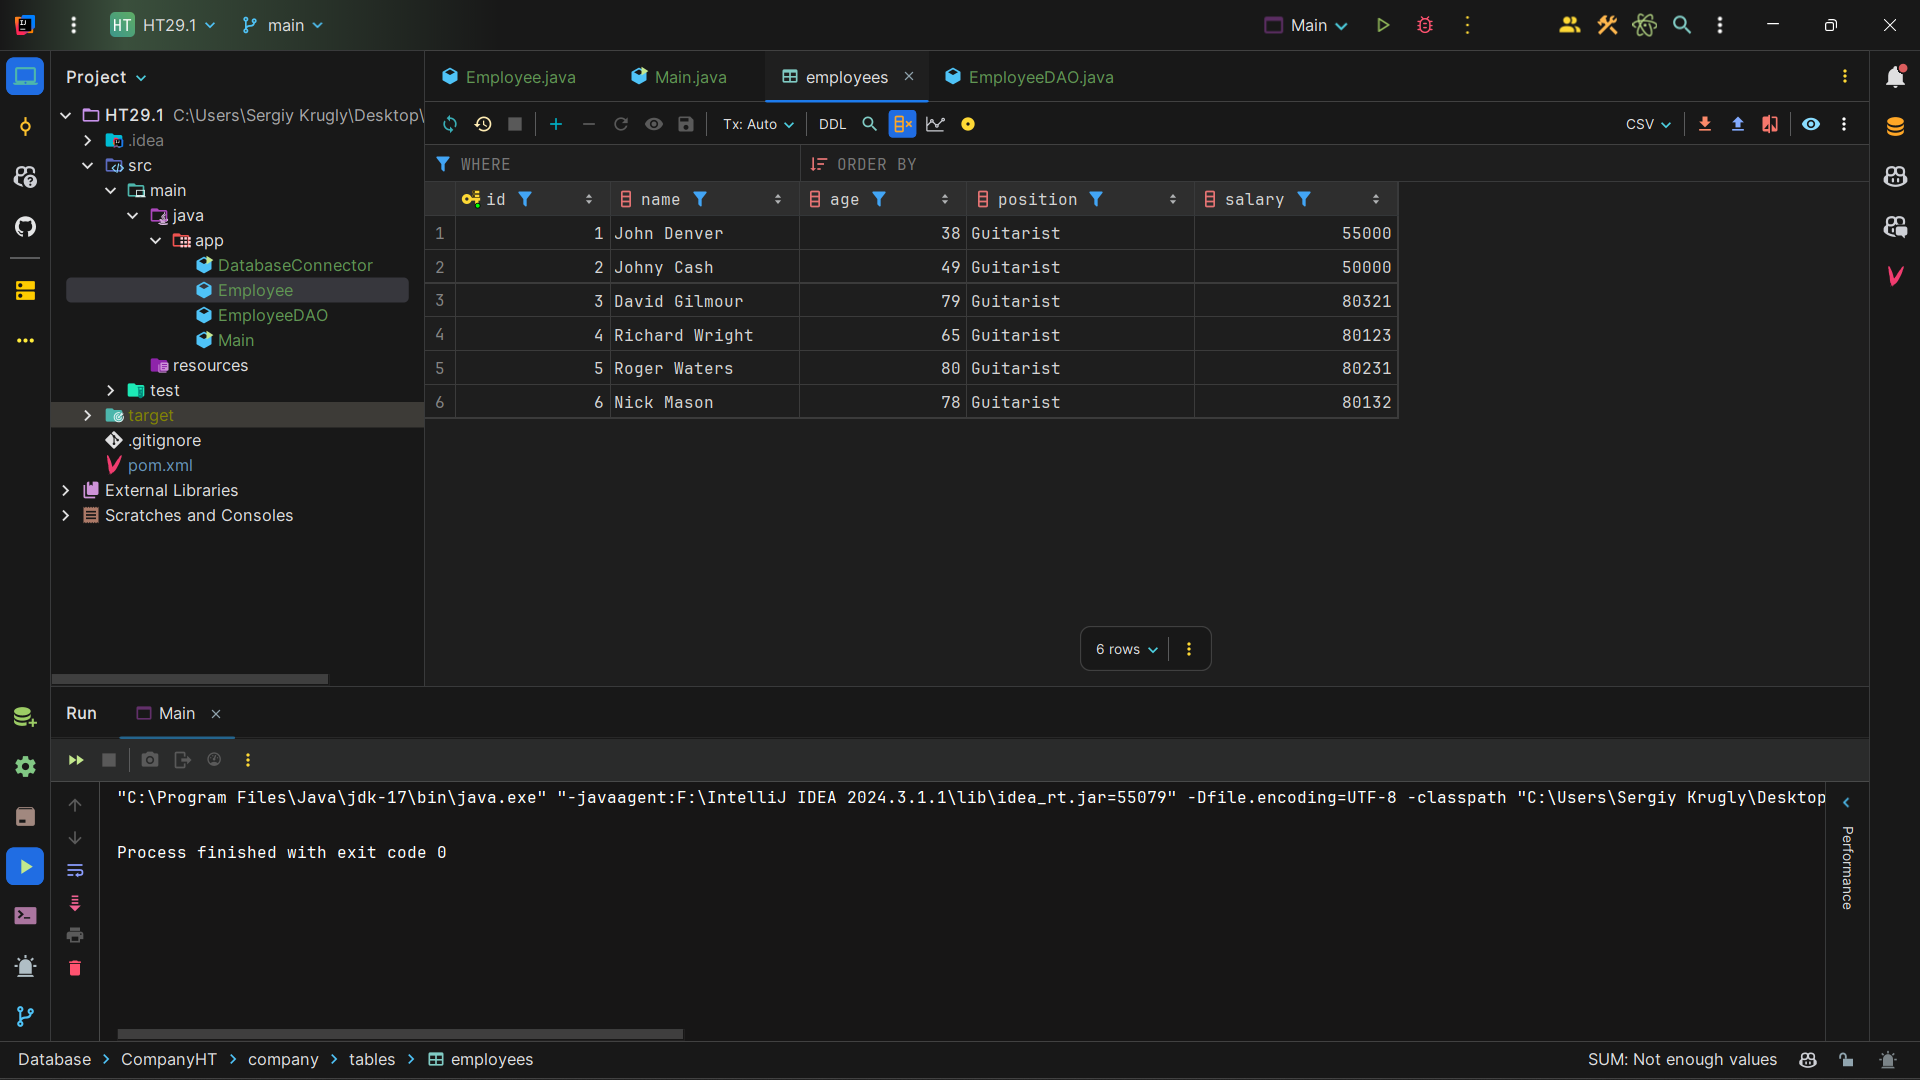 HT HT29.1 main Main
Project
Employee.java Main.java employees EmployeeDAO.java
HT29.1 C:\Users\Sergiy Krugly\Desktop\
.idea
src
main
java
app
DatabaseConnector
Employee
EmployeeDAO
Main
resources
test
target
.gitignore
pom.xml
External Libraries
Scratches and Consoles
Tx: Auto DDL CSV
WHERE ORDER BY
id name age position salary
1 1 John Denver 38 Guitarist 55000
2 2 Johny Cash 49 Guitarist 50000
3 3 David Gilmour 79 Guitarist 80321
4 4 Richard Wright 65 Guitarist 80123
5 5 Roger Waters 80 Guitarist 80231
6 6 Nick Mason 78 Guitarist 80132
6 rows
Run Main
"C:\Program Files\Java\jdk-17\bin\java.exe" "-javaagent:F:\IntelliJ IDEA 2024.3.1.1\lib\idea_rt.jar=55079" -Dfile.encoding=UTF-8 -classpath "C:\Users\Sergiy Krugly\Desktop
Process finished with exit code 0
Performance
Database CompanyHT company tables employees
SUM: Not enough values